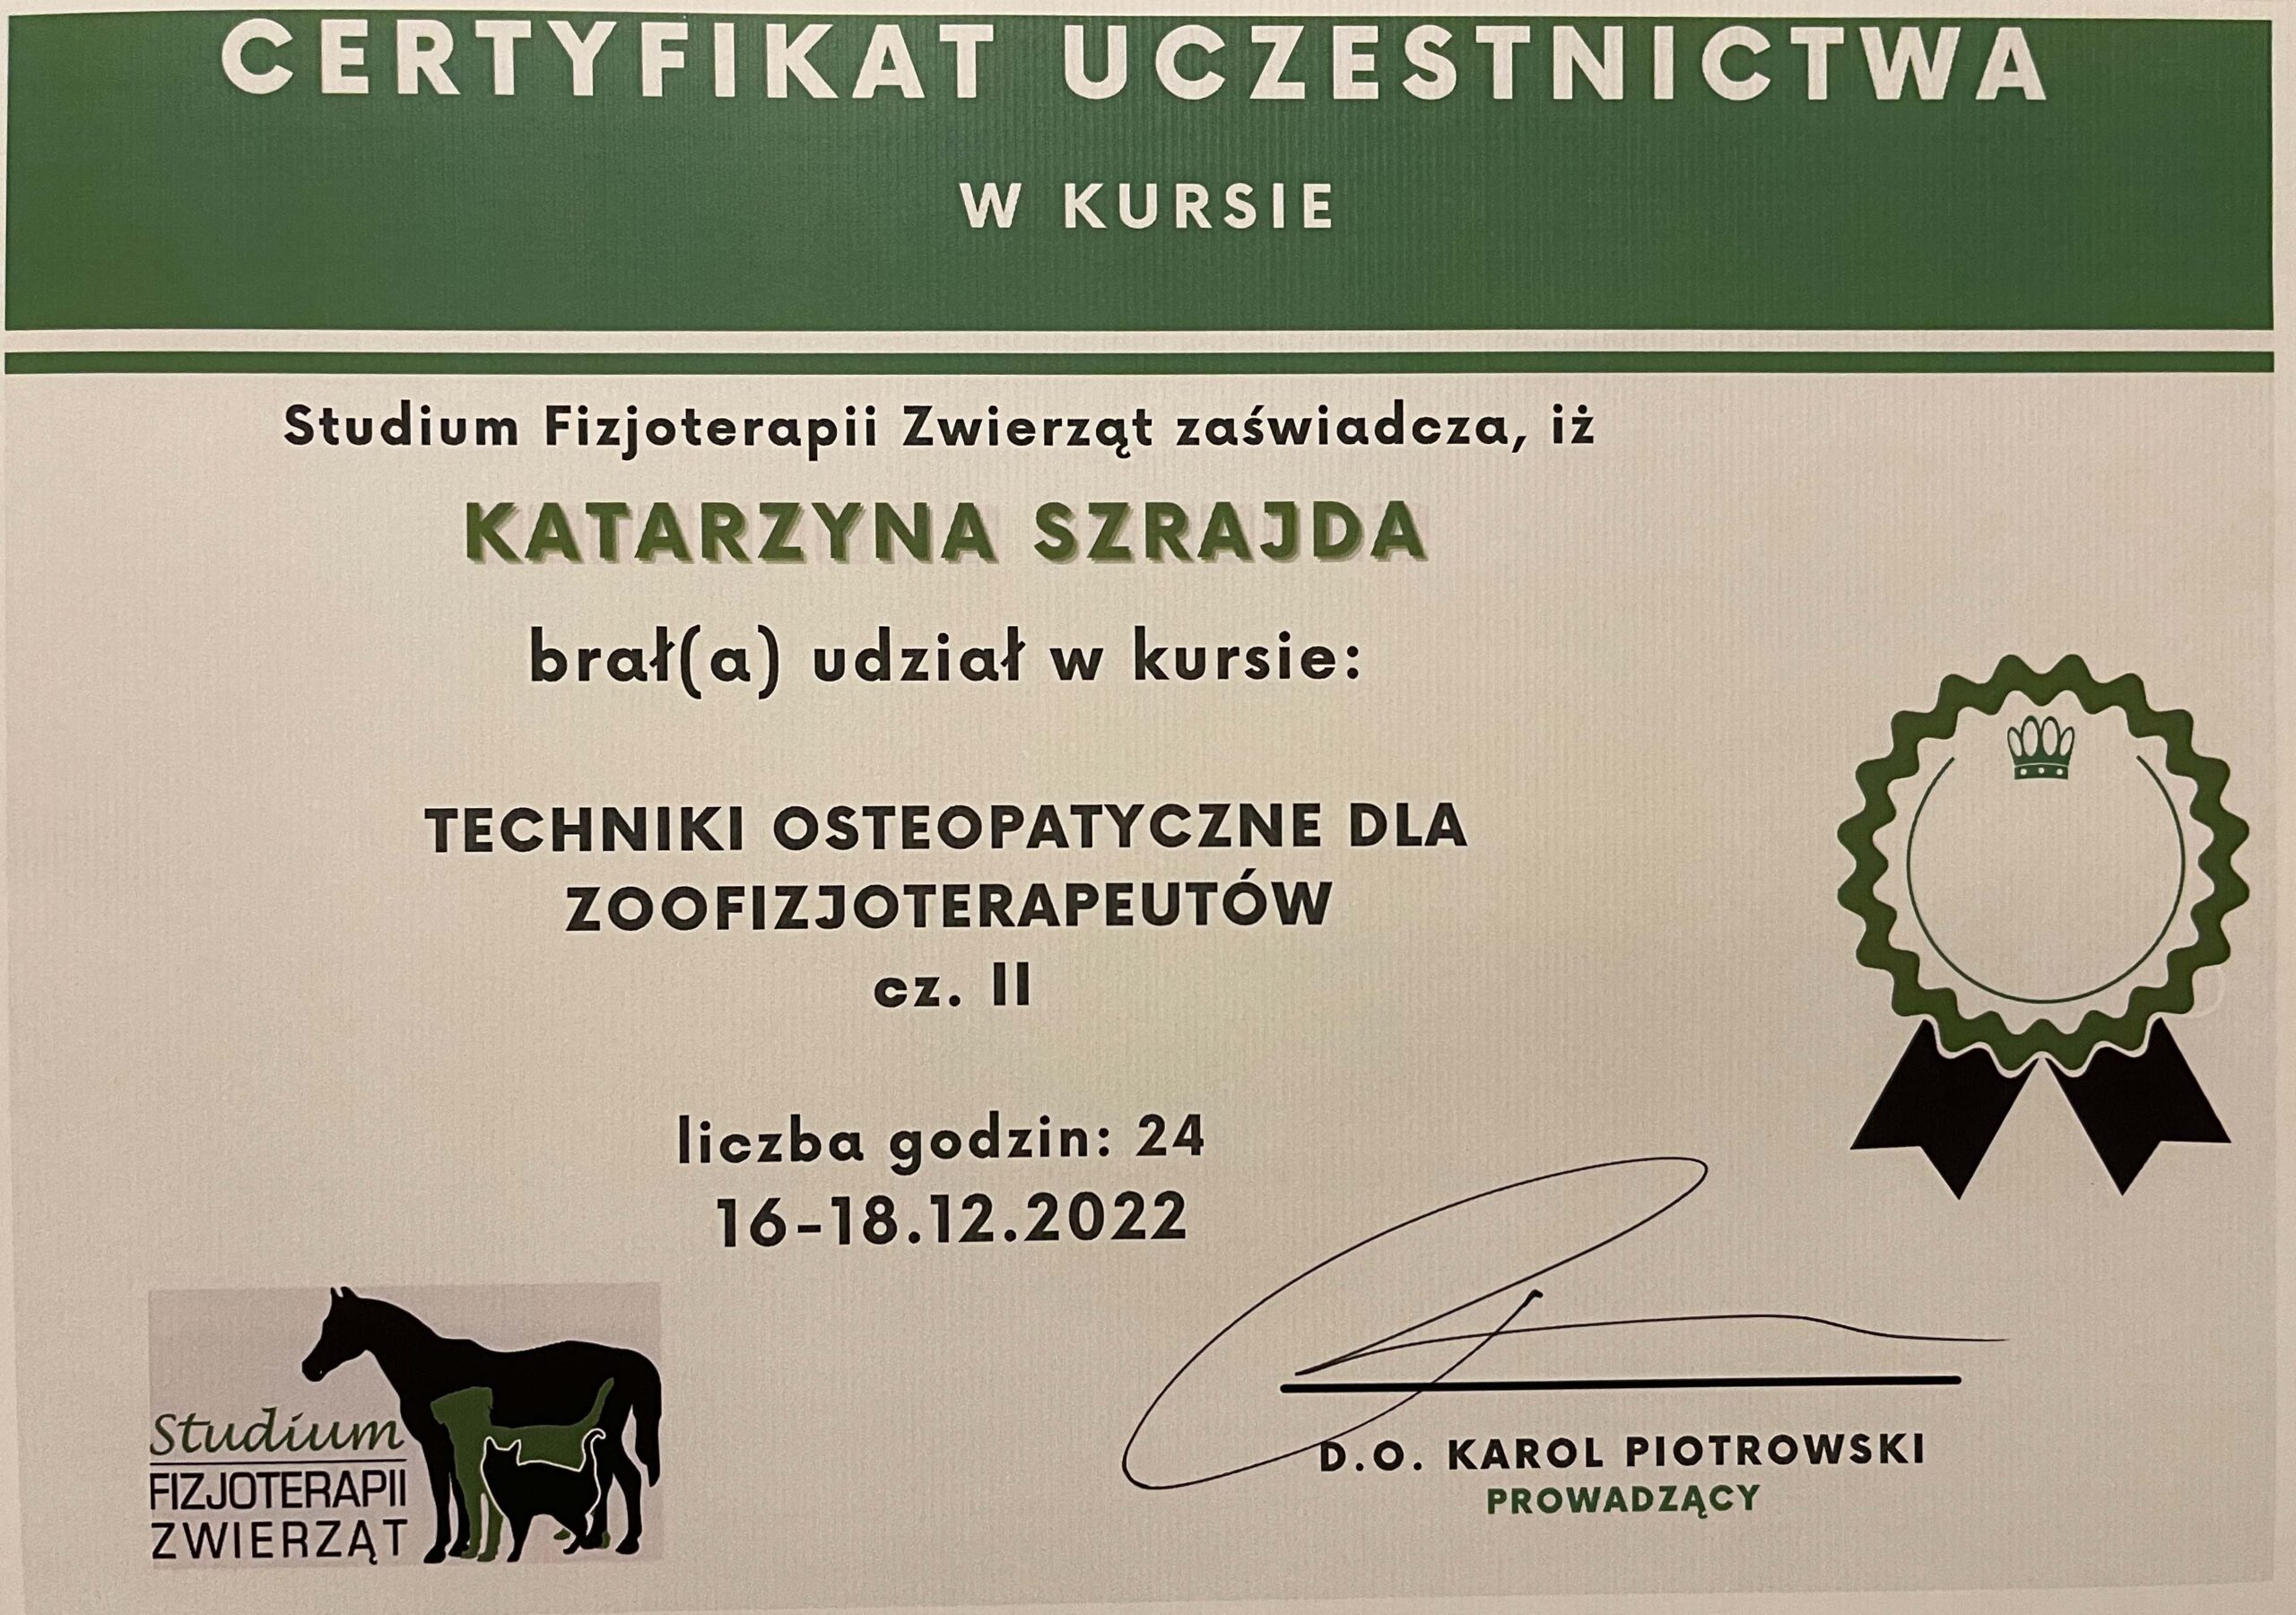 CERTYFIKAT UCZESTNICTWA
W KURSIE
Studium Fizjoterapii Zwierząt zaświadcza, iż
KATARZYNA SZRAJDA
brał(a) udział w kursie:
TECHNIKI OSTEOPATYCZNE DLA
ZOOFIZJOTERAPEUTÓW
cz. II
liczba godzin: 24
16-18.12.2022
Studium
FIZJOTERAPII
ZWIERZĄT
D.O. KAROL PIOTROWSKI
PROWADZĄCY